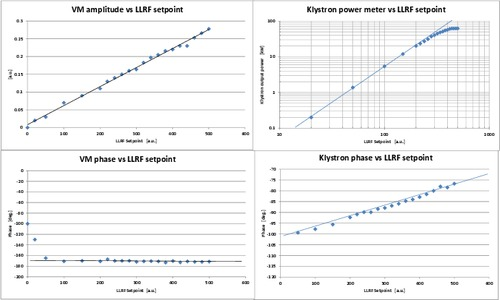 VM amplitude vs LLRF setpoint
0.3
0.25
0.2
0.15
0.1
0.05
0
[a.u.]
0 100 200 300 400 500 600
LLRF Setpoint [a.u.]
Klystron power meter vs LLRF setpoint
100
10
1
0.1
Klystron output power [kW]
10 100 1000
LLRF Setpoint [a.u.]
VM phase vs LLRF setpoint
0
-20
-40
-60
-80
-100
-120
-140
-160
-180
-200
Phase [deg.]
0 100 200 300 400 500 600
LLRF Setpoint [a.u.]
Klystron phase vs LLRF setpoint
-70
-75
-80
-85
-90
-95
-100
-105
-110
-115
-120
Phase [deg.]
0 100 200 300 400 500 600
LLRF Setpoint [a.u.]